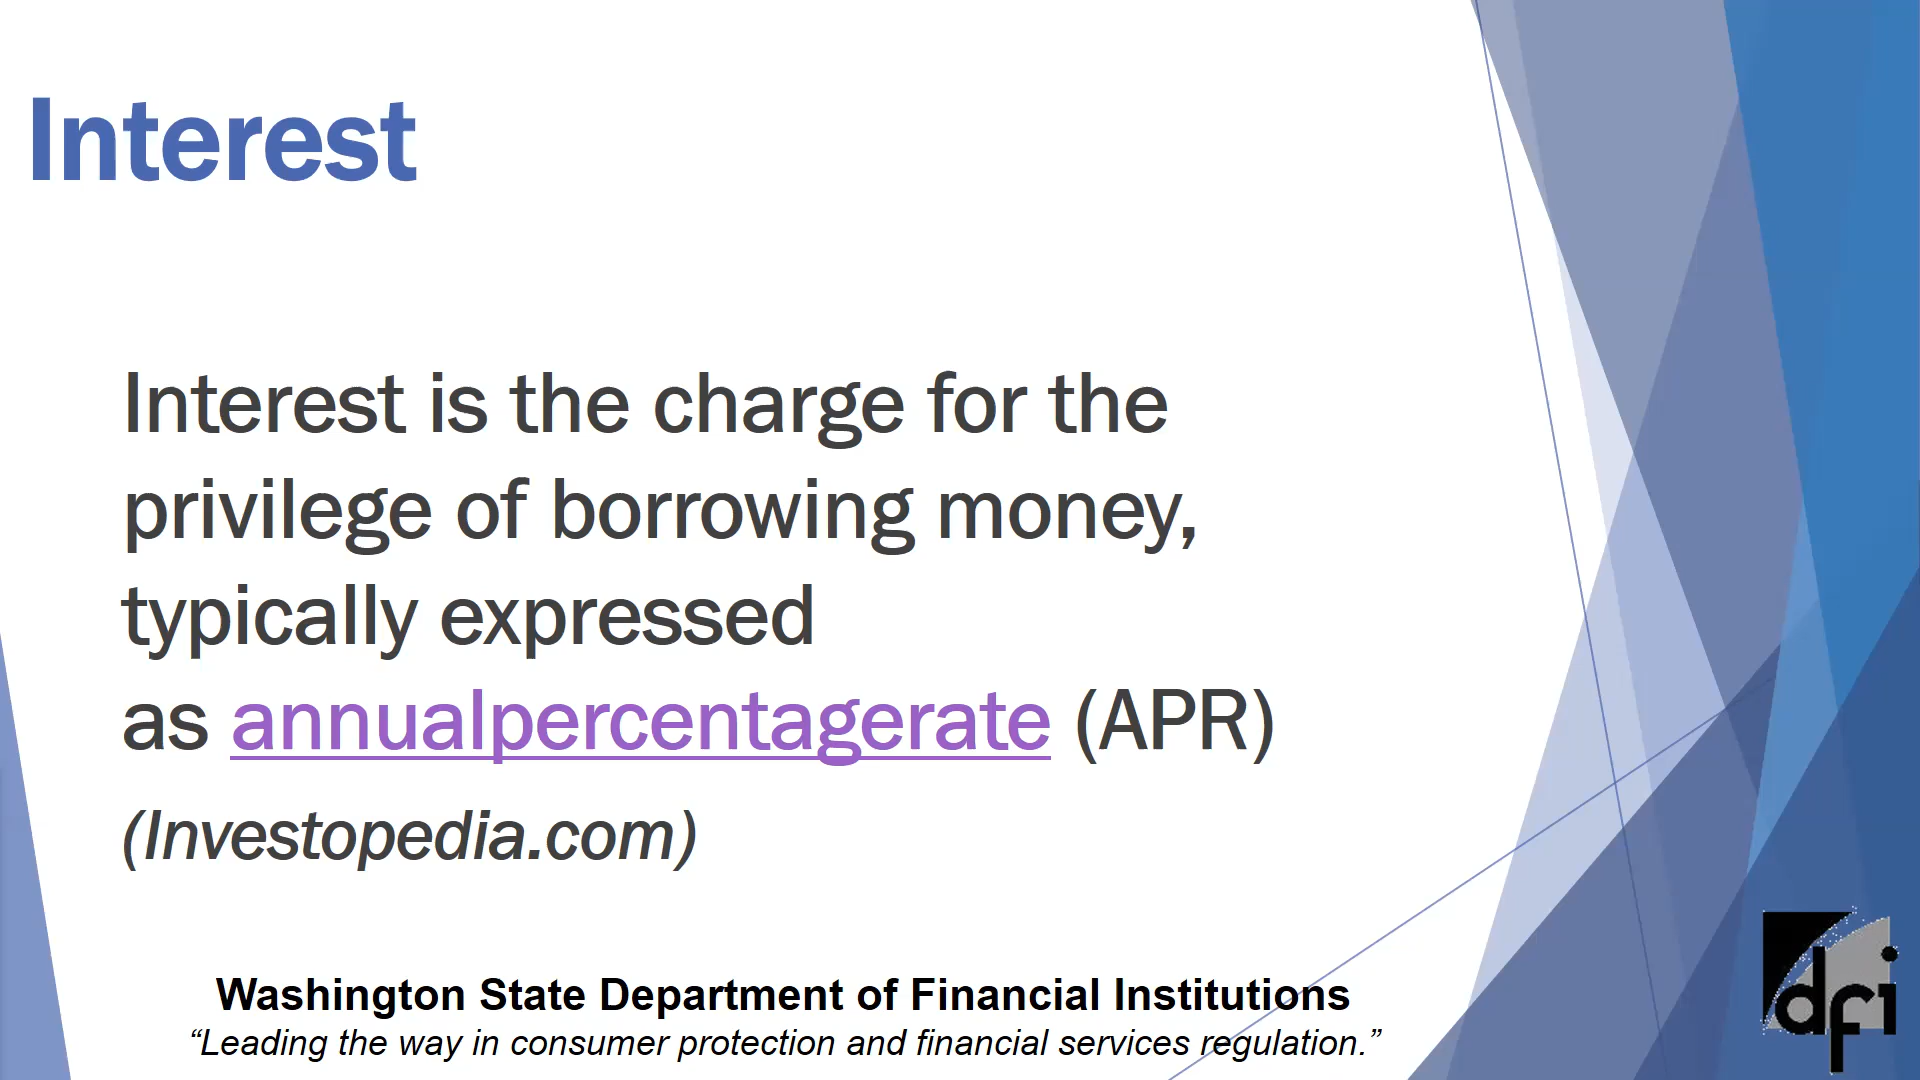 Interest
Interest is the charge for the
privilege of borrowing money,
typically expressed
as annualpercentagerate (APR)
(Investopedia.com)
Washington State Department of Financial Institutions
“Leading the way in consumer protection and financial services regulation.”
dfi